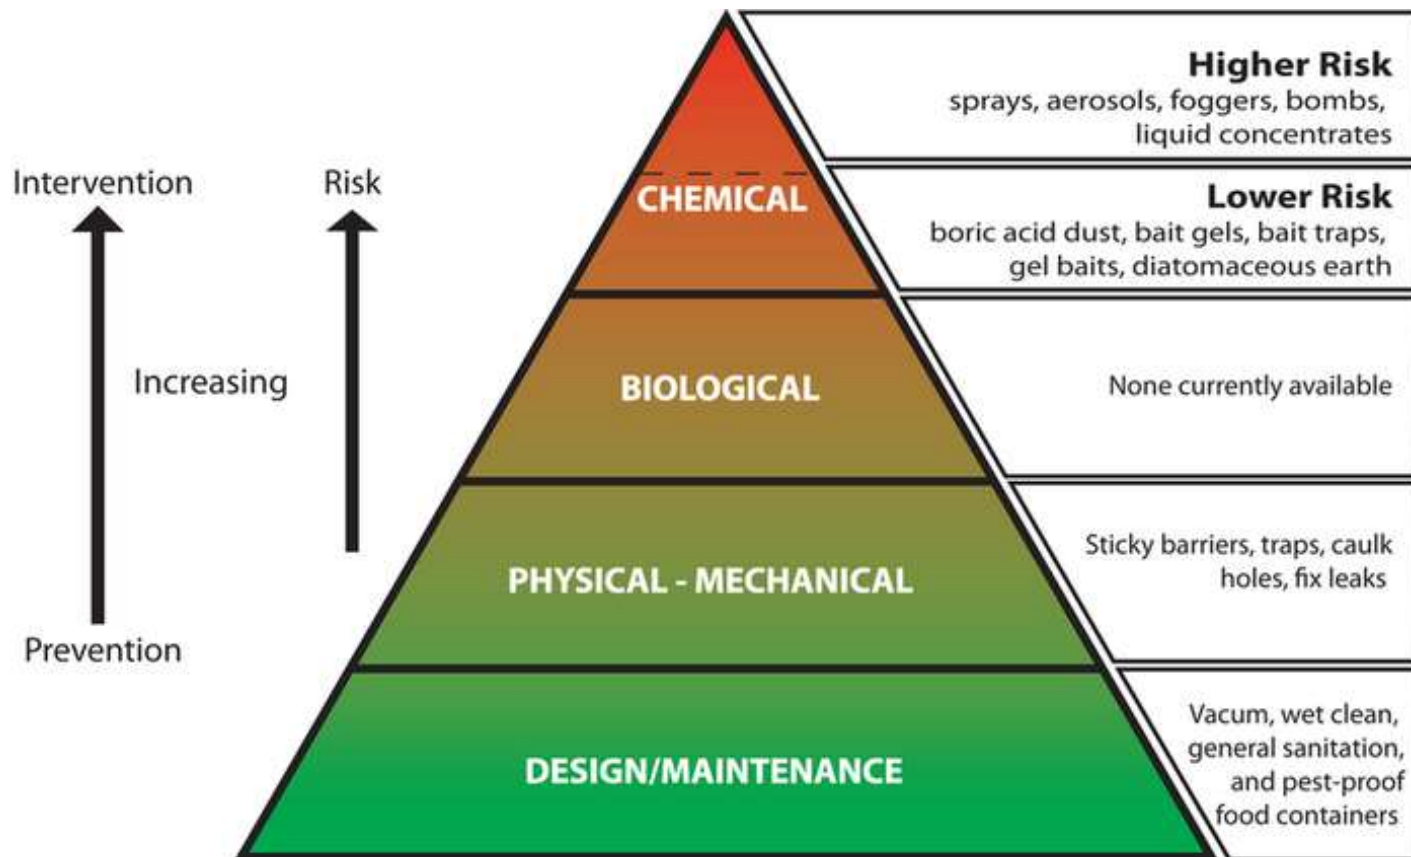 Higher Risk
sprays, aerosols, foggers, bombs,
liquid concentrates
Intervention
Risk
CHEMICAL
Lower Risk
boric acid dust, bait gels, bait traps,
gel baits, diatomaceous earth
Increasing
BIOLOGICAL
None currently available
PHYSICAL - MECHANICAL
Sticky barriers, traps, caulk
holes, fix leaks
Prevention
DESIGN/MAINTENANCE
Vacum, wet clean,
general sanitation,
and pest-proof
food containers